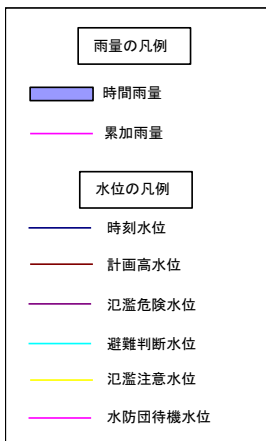 雨量の凡例
時間雨量
累加雨量
水位の凡例
時刻水位
計画高水位
氾濫危険水位
避難判断水位
氾濫注意水位
水防団待機水位